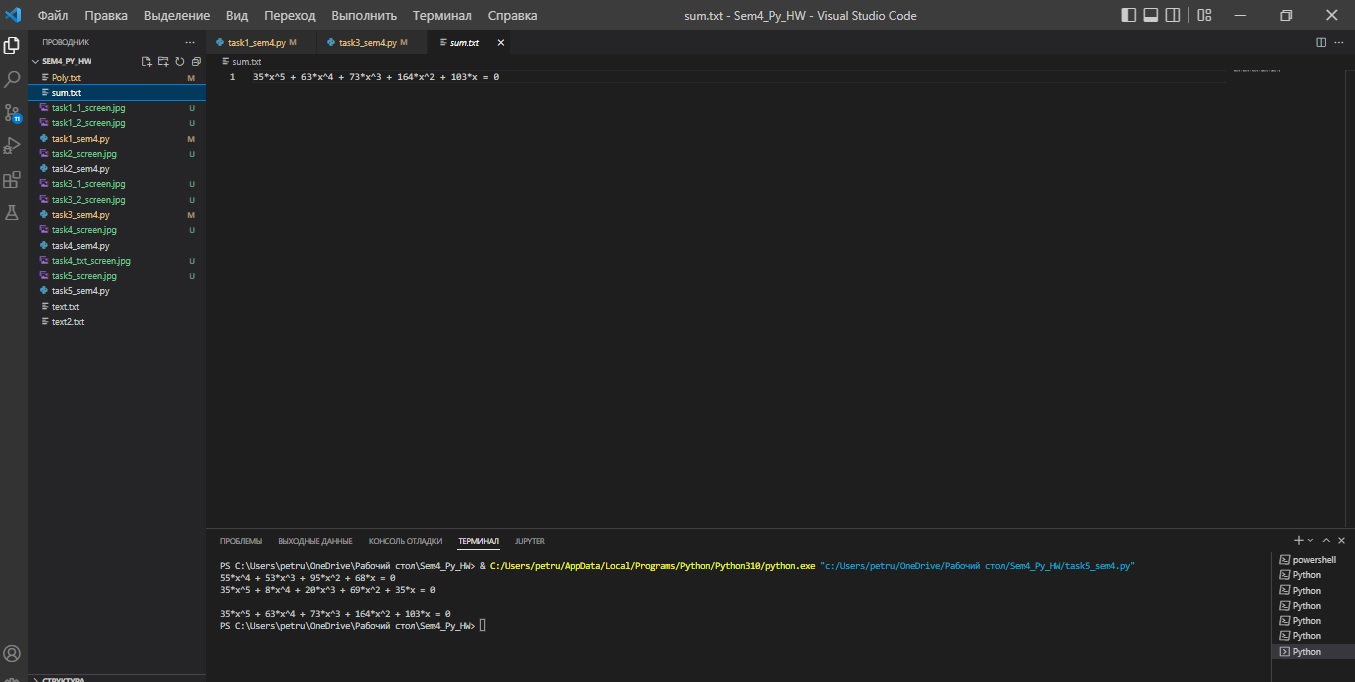 Файл Правка Выделение Вид Переход Выполнить Терминал Справка sum.txt - Sem4_Py_HW - Visual Studio Code
ПРОВОДНИК
SEM4_PY_HW
Poly.txt M
sum.txt
task1_1_screen.jpg U
task1_2_screen.jpg U
task1_sem4.py M
task2_screen.jpg U
task2_sem4.py
task3_1_screen.jpg U
task3_2_screen.jpg U
task3_sem4.py M
task4_screen.jpg U
task4_sem4.py
task4_txt_screen.jpg U
task5_screen.jpg U
task5_sem4.py
text.txt
text2.txt
СТРУКТУРА
11
task1_sem4.py M task3_sem4.py M sum.txt
sum.txt
1 35*x^5 + 63*x^4 + 73*x^3 + 164*x^2 + 103*x = 0
ПРОБЛЕМЫ ВЫХОДНЫЕ ДАННЫЕ КОНСОЛЬ ОТЛАДКИ ТЕРМИНАЛ JUPYTER
PS C:\Users\petru\OneDrive\Рабочий стол\Sem4_Py_HW> & C:/Users/petru/AppData/Local/Programs/Python/Python310/python.exe "c:/Users/petru/OneDrive/Рабочий стол/Sem4_Py_HW/task5_sem4.py"
55*x^4 + 53*x^3 + 95*x^2 + 68*x = 0
35*x^5 + 8*x^4 + 20*x^3 + 69*x^2 + 35*x = 0
35*x^5 + 63*x^4 + 73*x^3 + 164*x^2 + 103*x = 0
PS C:\Users\petru\OneDrive\Рабочий стол\Sem4_Py_HW>
powershell
Python
Python
Python
Python
Python
Python